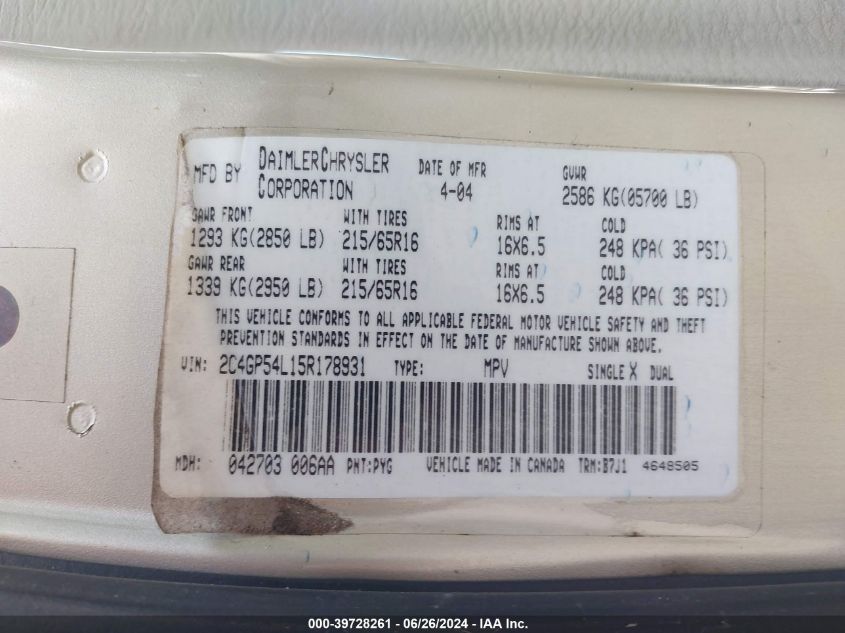 MFD BY DAIMLERCHRYSLER CORPORATION DATE OF MFR 4-04 GVWR 2586 KG(05700 LB)
GAWR FRONT WITH TIRES RIMS AT COLD
1293 KG(2850 LB) 215/65R16 16X6.5 248 KPA( 36 PSI)
GAWR REAR WITH TIRES RIMS AT COLD
1339 KG(2950 LB) 215/65R16 16X6.5 248 KPA( 36 PSI)
THIS VEHICLE CONFORMS TO ALL APPLICABLE FEDERAL MOTOR VEHICLE SAFETY AND THEFT
PREVENTION STANDARDS IN EFFECT ON THE DATE OF MANUFACTURE SHOWN ABOVE.
VIN: 2C4GP54L15R178931 TYPE: MPV SINGLE X DUAL
MDH: 042703 006AA PNT:PYG VEHICLE MADE IN CANADA TRM:B7J1 4648505
000-39728261 - 06/26/2024 - IAA Inc.